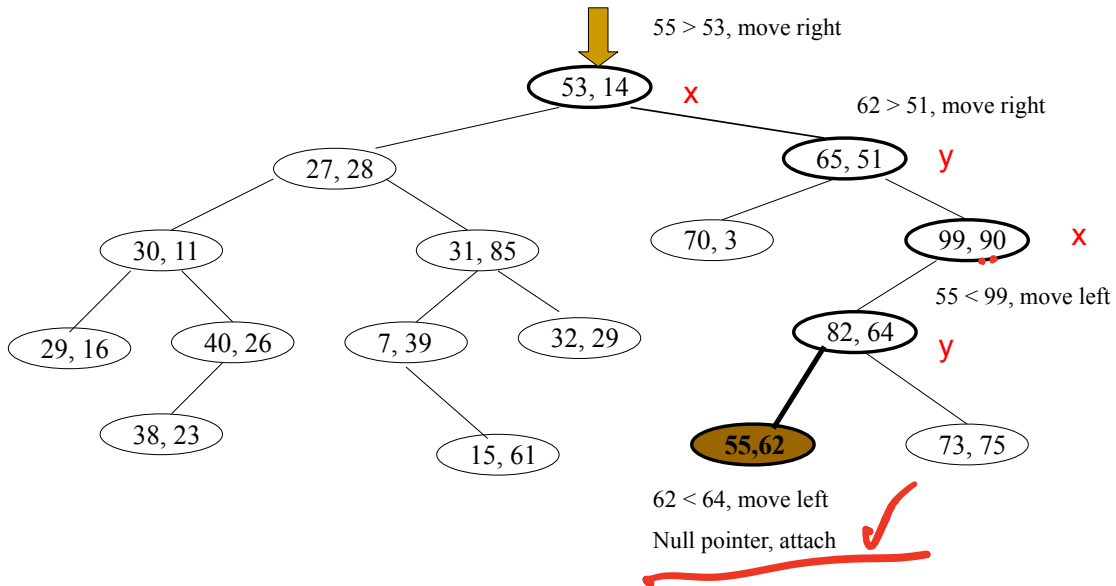 55 > 53, move right
53, 14
x
62 > 51, move right
27, 28
65, 51
y
30, 11
31, 85
70, 3
99, 90
x
55 < 99, move left
29, 16
40, 26
7, 39
32, 29
82, 64
y
38, 23
15, 61
55,62
73, 75
62 < 64, move left
Null pointer, attach